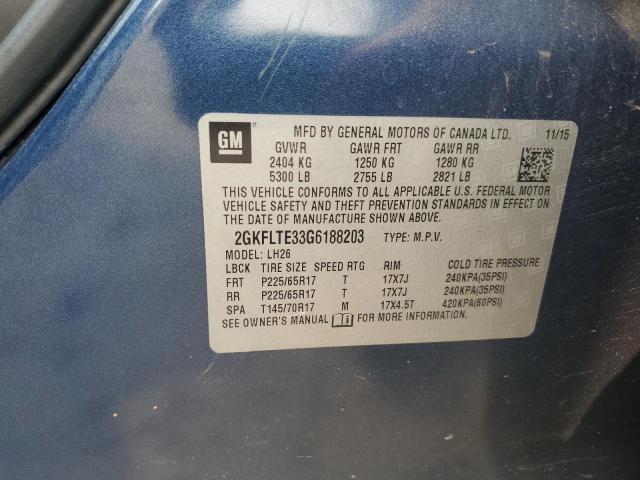 GM
MFD BY GENERAL MOTORS OF CANADA LTD. 11/15
GVWR GAWR FRT GAWR RR
2404 KG 1250 KG 1280 KG
5300 LB 2755 LB 2821 LB
THIS VEHICLE CONFORMS TO ALL APPLICABLE U.S. FEDERAL MOTOR
VEHICLE SAFETY AND THEFT PREVENTION STANDARDS IN EFFECT ON
THE DATE OF MANUFACTURE SHOWN ABOVE.
2GKFLTE33G6188203 TYPE: M.P.V.
MODEL: LH26
LBCK TIRE SIZE SPEED RTG RIM COLD TIRE PRESSURE
FRT P225/65R17 T 17X7J 240KPA(35PSI)
RR P225/65R17 T 17X7J 240KPA(35PSI)
SPA T145/70R17 M 17X4.5T 420KPA(60PSI)
SEE OWNER'S MANUAL FOR MORE INFORMATION.